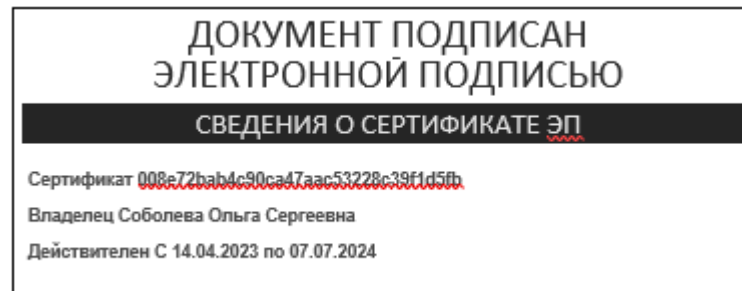 ДОКУМЕНТ ПОДПИСАН
ЭЛЕКТРОННОЙ ПОДПИСЬЮ
СВЕДЕНИЯ О СЕРТИФИКАТЕ ЭП
Сертификат 008e72bab4c90ca47aac53228c39f1d5fb
Владелец Соболева Ольга Сергеевна
Действителен С 14.04.2023 по 07.07.2024